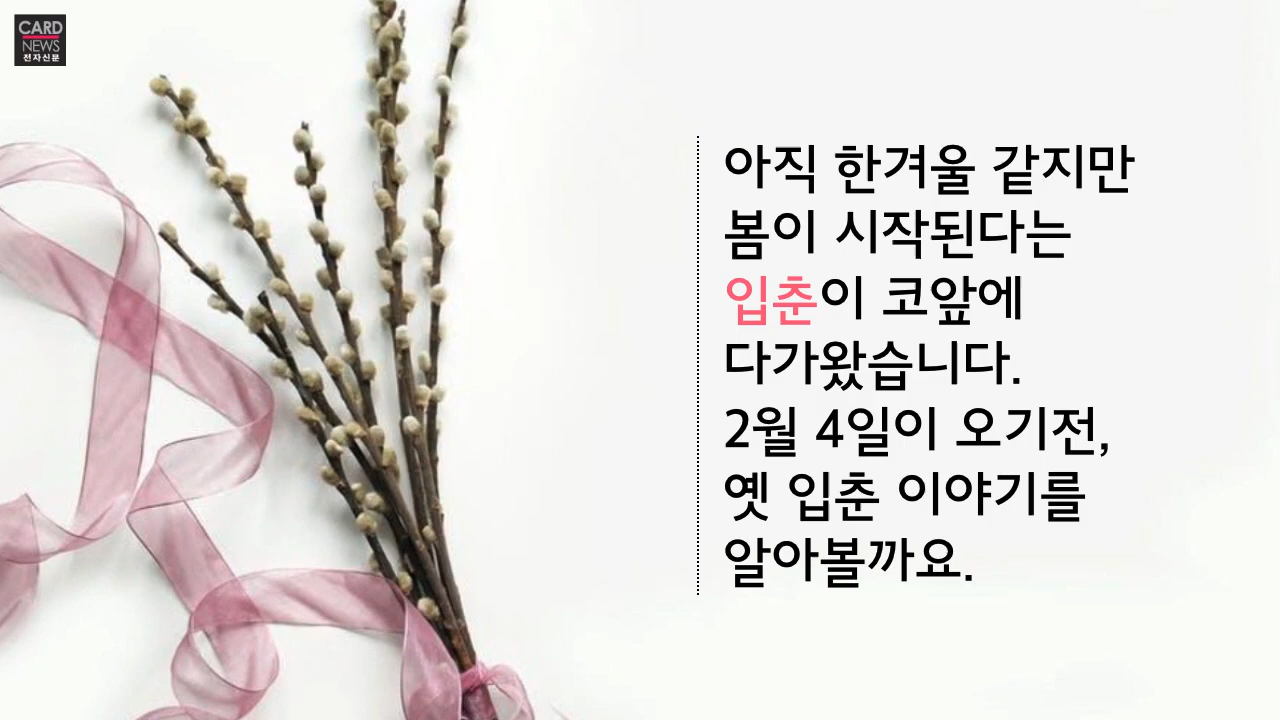 CARD
NEWS
전자신문
아직 한겨울 같지만
봄이 시작된다는
입춘이 코앞에
다가왔습니다.
2월 4일이 오기전,
옛 입춘 이야기를
알아볼까요.